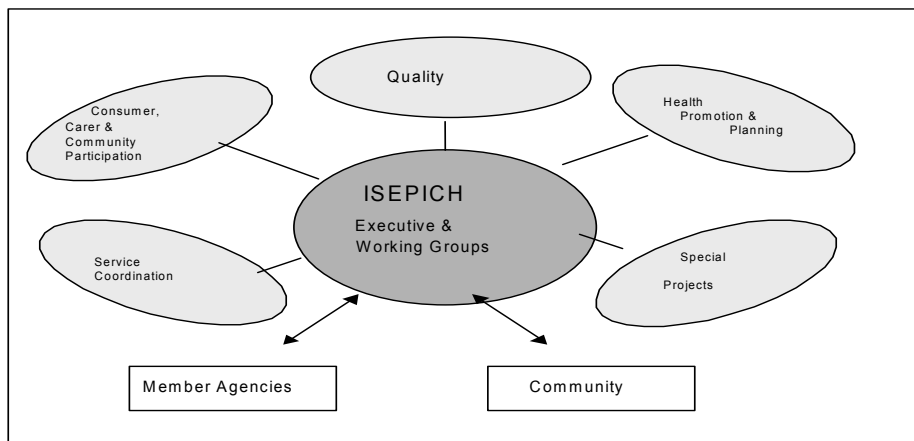 Quality
Consumer,
Carer &
Community
Participation
Health
Promotion &
Planning
ISEPICH
Executive &
Working Groups
Service
Coordination
Special
Projects
Member Agencies
Community